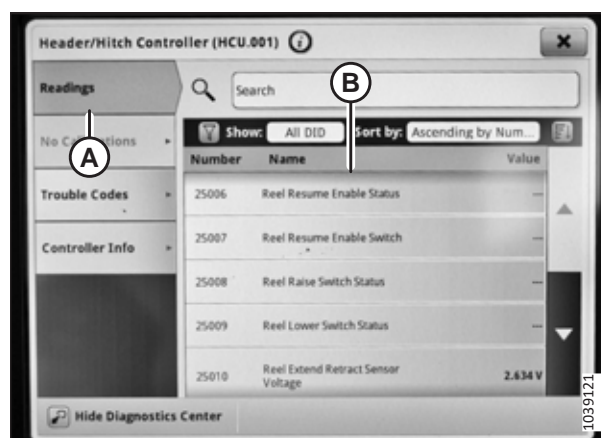 Header/Hitch Controller (HCU.001)
Readings
Search
B
A
Show: All DID Sort by: Ascending by Num...
Number Name Value
25006 Reel Resume Enable Status ---
25007 Reel Resume Enable Switch ---
25008 Reel Raise Switch Status ---
25009 Reel Lower Switch Status ---
25010 Reel Extend Retract Sensor
Voltage 2.634 V
Trouble Codes
Controller Info
Hide Diagnostics Center
1039121